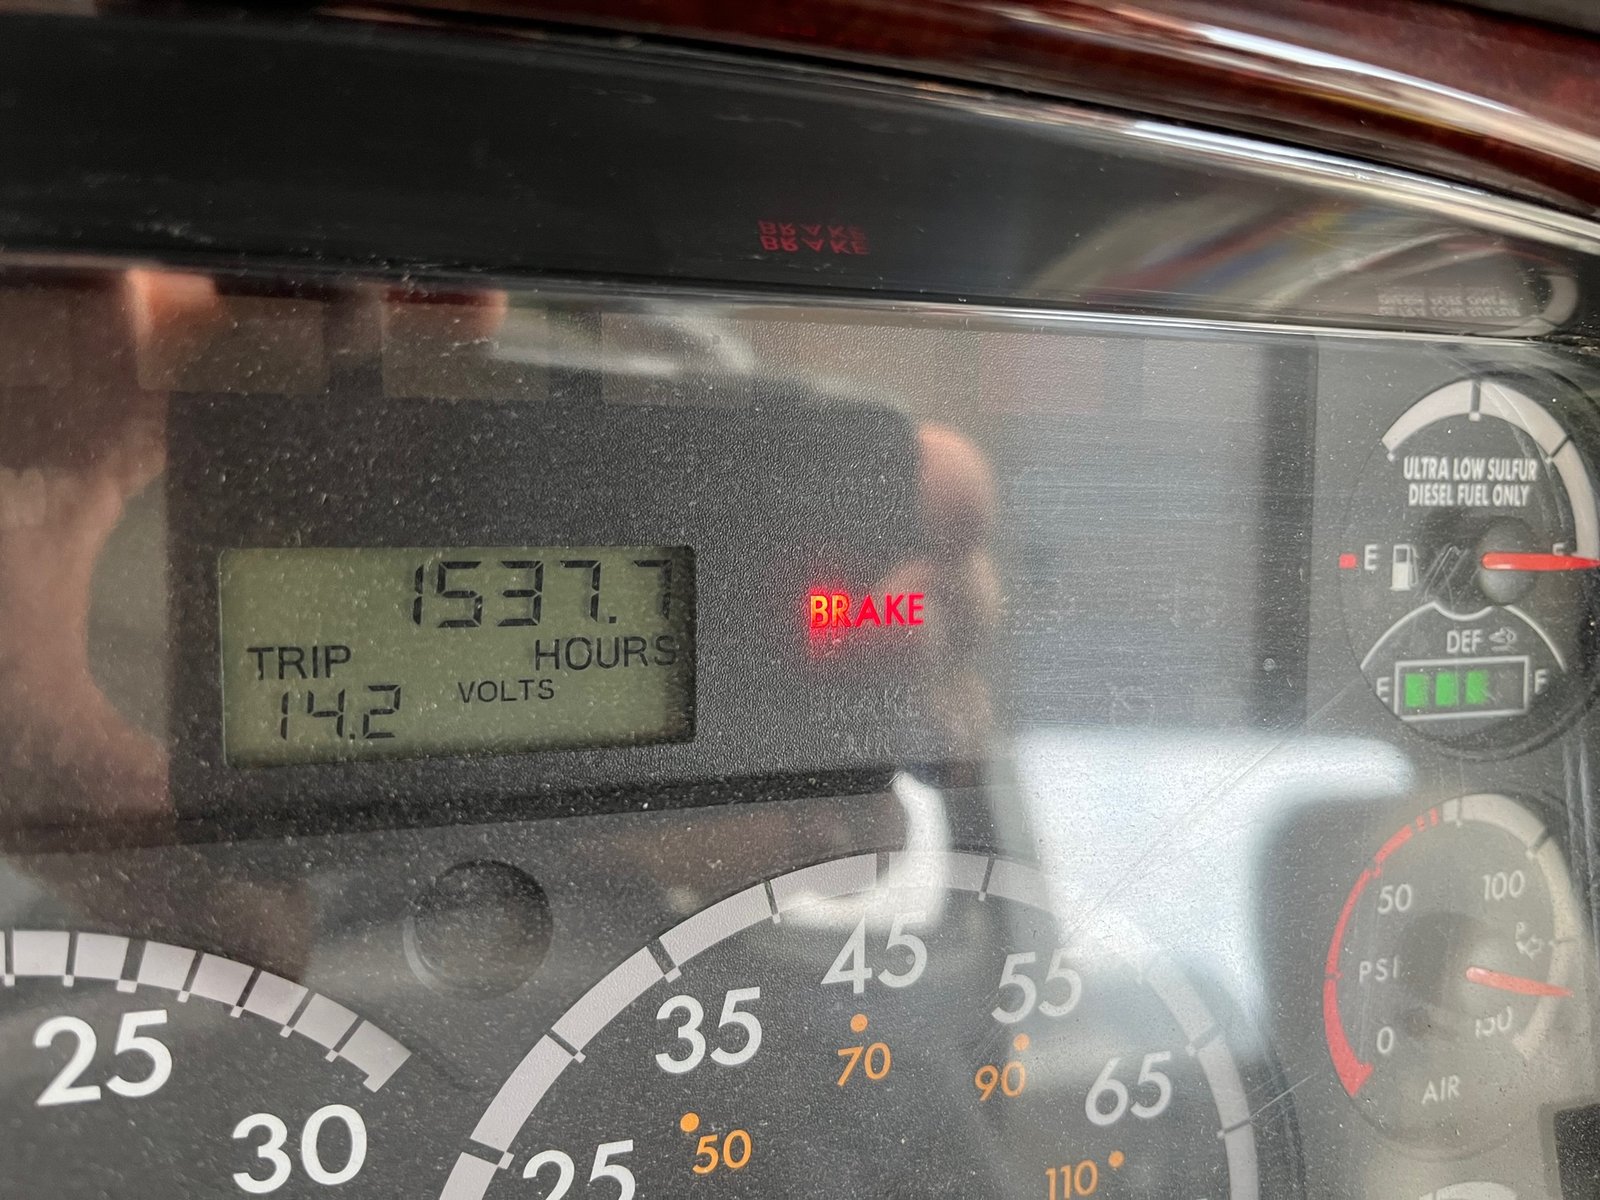 1537.7
TRIP HOURS
14.2 VOLTS
BRAKE
ULTRA LOW SULFUR
DIESEL FUEL ONLY
E F
DEF
E F
50 100
PSI
0 150
AIR
25
30
25
35
45
55
65
50
70
90
110